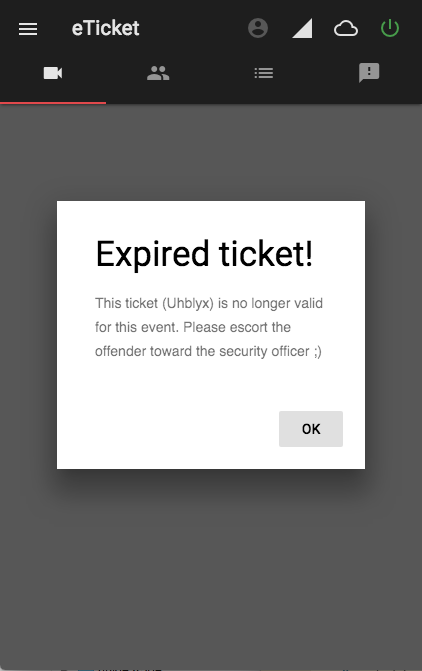 eTicket
Expired ticket!
This ticket (Uhblyx) is no longer valid
for this event. Please escort the
offender toward the security officer ;)
OK